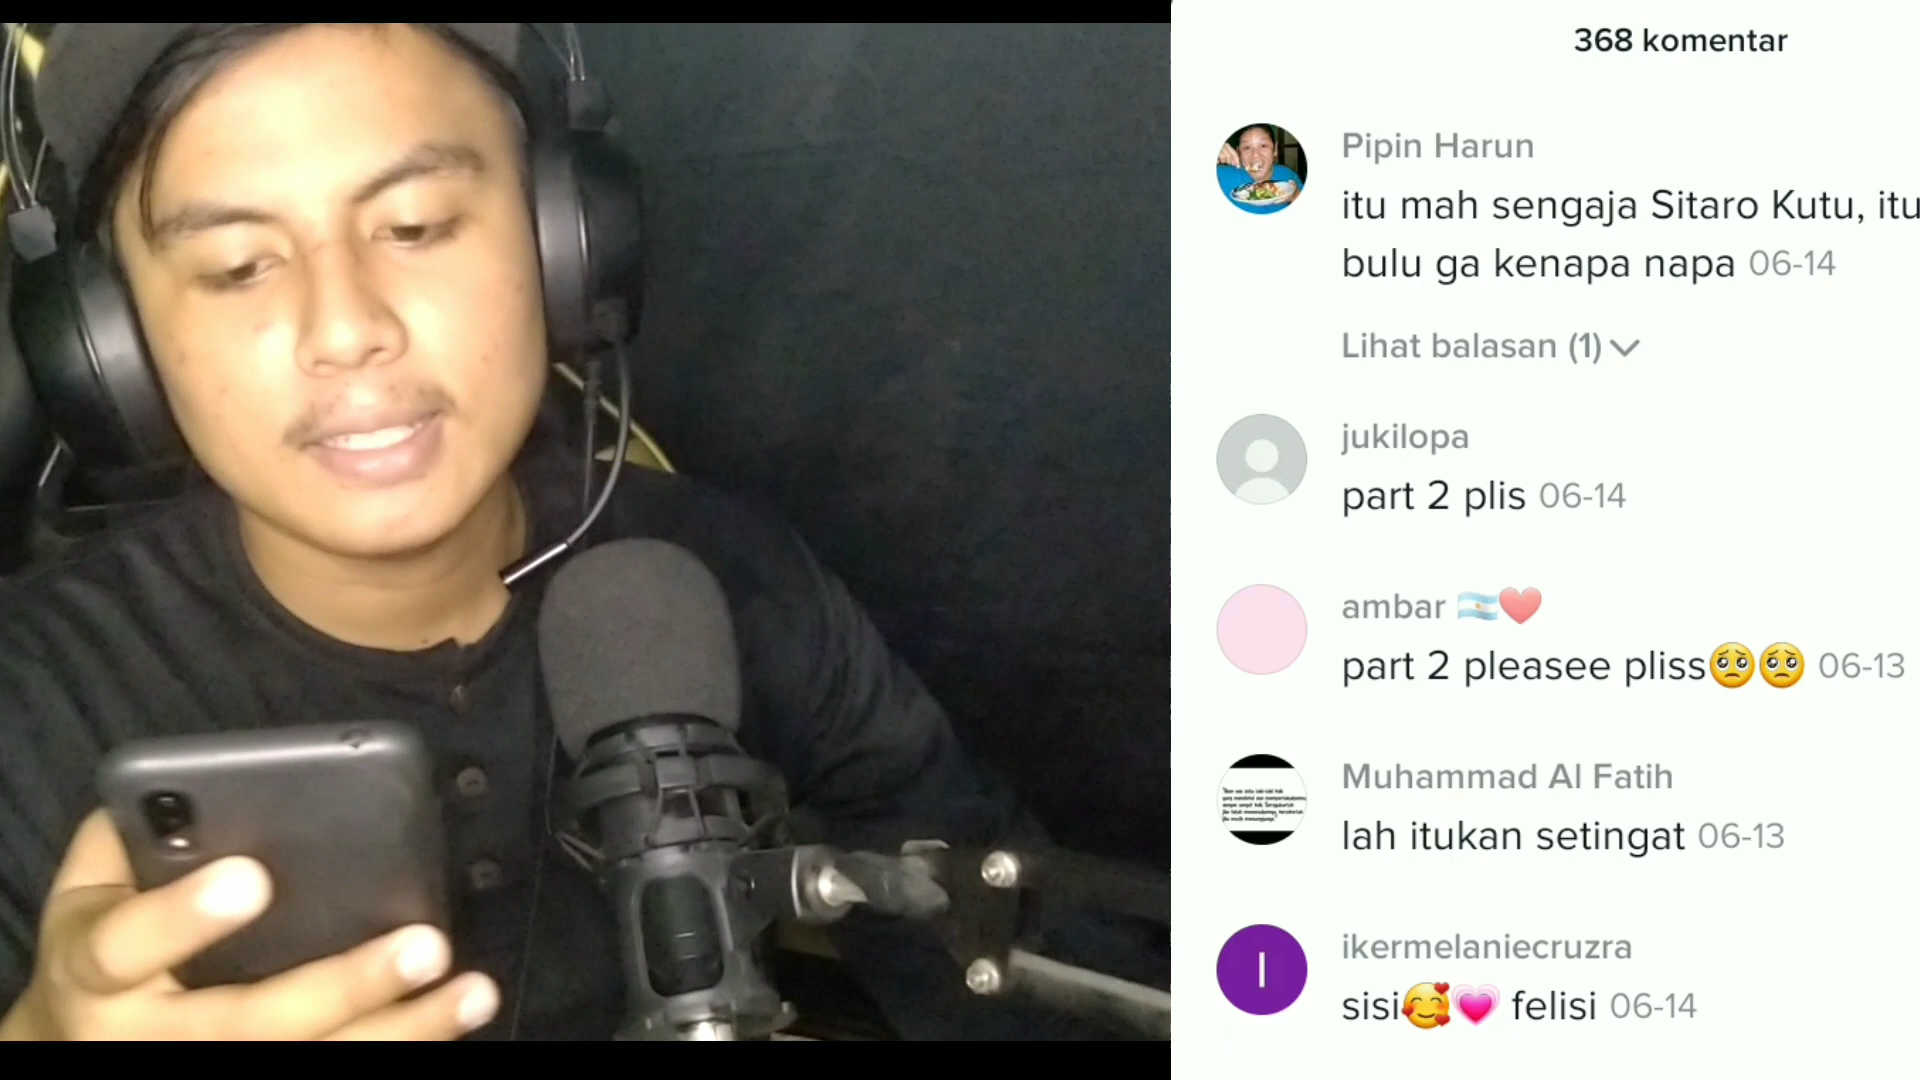 368 komentar
Pipin Harun
itu mah sengaja Sitaro Kutu, itu
bulu ga kenapa napa 06-14
Lihat balasan (1)
jukilopa
part 2 plis 06-14
ambar 🇦🇷❤️
part 2 pleasee pliss🥺🥺 06-13
Muhammad Al Fatih
lah itukan setingat 06-13
I
ikermelaniecruzra
sisi🥰💗 felisi 06-14